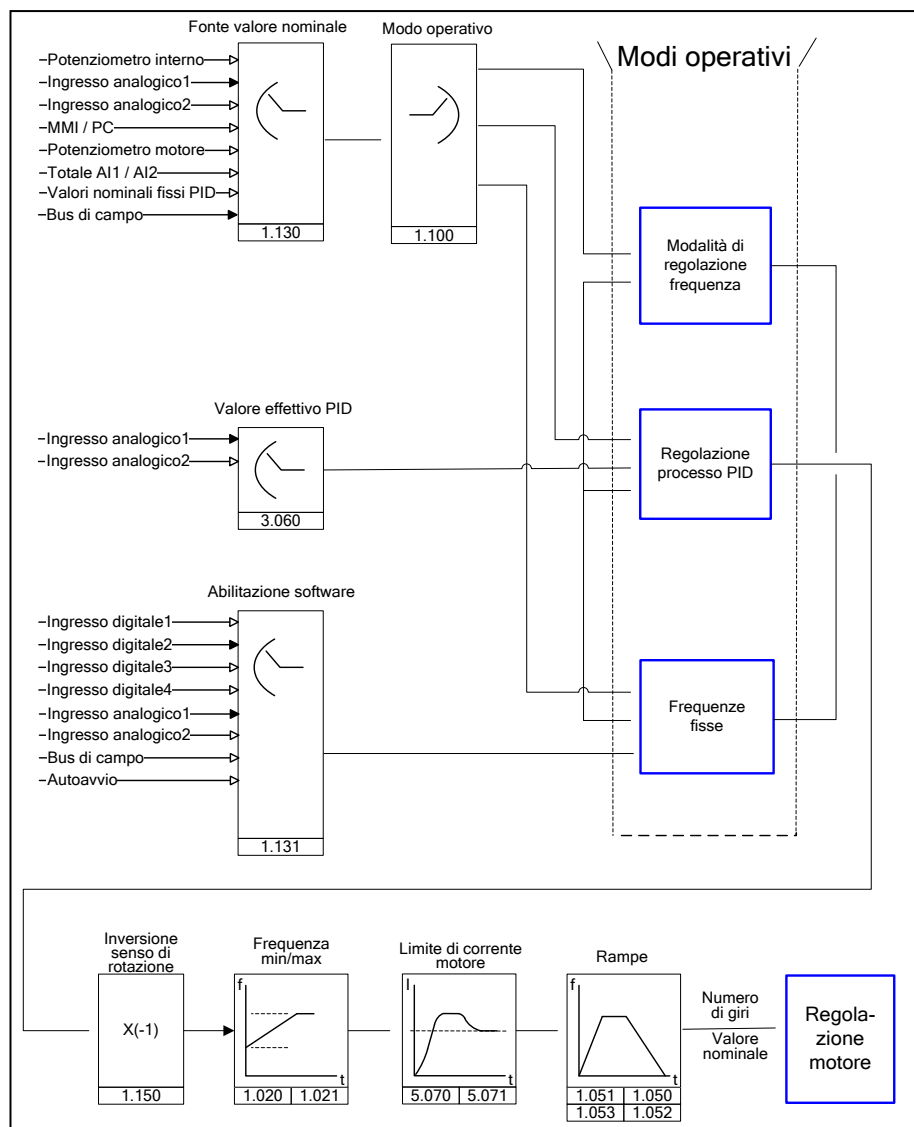 Fonte valore nominale
Modo operativo
Modi operativi
Potenziometro interno
Ingresso analogico1
Ingresso analogico2
MMI / PC
Potenziometro motore
Totale AI1 / AI2
Valori nominali fissi PID
Bus di campo
1.130
1.100
Modalità di
regolazione
frequenza
Valore effettivo PID
Ingresso analogico1
Ingresso analogico2
3.060
Regolazione
processo PID
Abilitazione software
Ingresso digitale1
Ingresso digitale2
Ingresso digitale3
Ingresso digitale4
Ingresso analogico1
Ingresso analogico2
Bus di campo
Autoavvio
1.131
Frequenze
fisse
Inversione
senso di
rotazione
X(-1)
1.150
Frequenza
min/max
f
t
1.020 1.021
Limite di corrente
motore
I
t
5.070 5.071
Rampe
f
t
1.051 1.050
1.053 1.052
Numero
di giri
Valore
nominale
Regola-
zione
motore